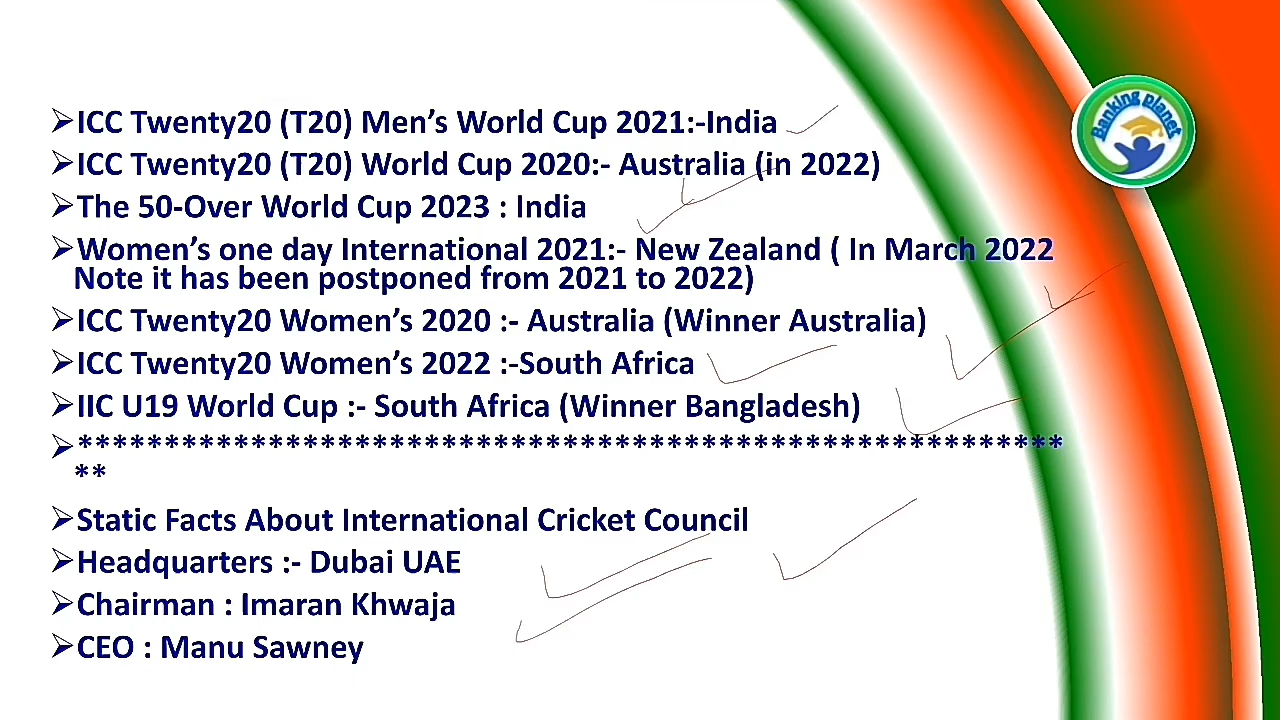 ➢ICC Twenty20 (T20) Men’s World Cup 2021:-India
➢ICC Twenty20 (T20) World Cup 2020:- Australia (in 2022)
➢The 50-Over World Cup 2023 : India
➢Women’s one day International 2021:- New Zealand ( In March 2022
Note it has been postponed from 2021 to 2022)
➢ICC Twenty20 Women’s 2020 :- Australia (Winner Australia)
➢ICC Twenty20 Women’s 2022 :-South Africa
➢IIC U19 World Cup :- South Africa (Winner Bangladesh)
➢*********************************************************
**
➢Static Facts About International Cricket Council
➢Headquarters :- Dubai UAE
➢Chairman : Imaran Khwaja
➢CEO : Manu Sawney
Banking planet